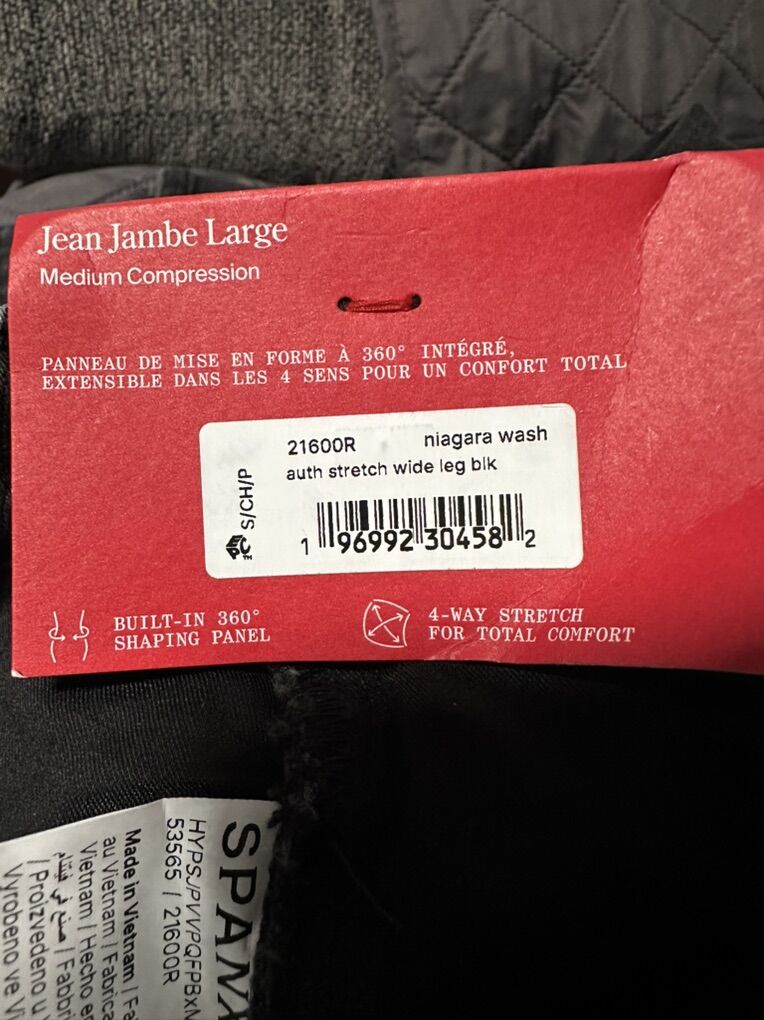 Jean Jambe Large
Medium Compression
PANNEAU DE MISE EN FORME À 360° INTÉGRÉ,
EXTENSIBLE DANS LES 4 SENS POUR UN CONFORT TOTAL
21600R niagara wash
auth stretch wide leg blk
S/CH/P
1 96992 30458 2
BUILT-IN 360°
SHAPING PANEL
4-WAY STRETCH
FOR TOTAL COMFORT
SPANX
53565 / 21600R
Made in Vietnam /
au Vietnam / Fabrica
Vietnam / Hecho en
صنع في فيتنام /
/ Proizvedeno u
Vyrobeno ve